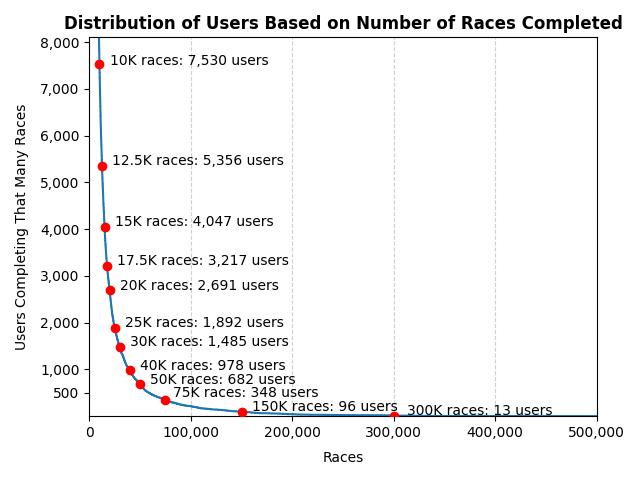 Distribution of Users Based on Number of Races Completed
Users Completing That Many Races
8,000
7,000
6,000
5,000
4,000
3,000
2,000
1,000
500
10K races: 7,530 users
12.5K races: 5,356 users
15K races: 4,047 users
17.5K races: 3,217 users
20K races: 2,691 users
25K races: 1,892 users
30K races: 1,485 users
40K races: 978 users
50K races: 682 users
75K races: 348 users
150K races: 96 users
300K races: 13 users
0
100,000
200,000
300,000
400,000
500,000
Races